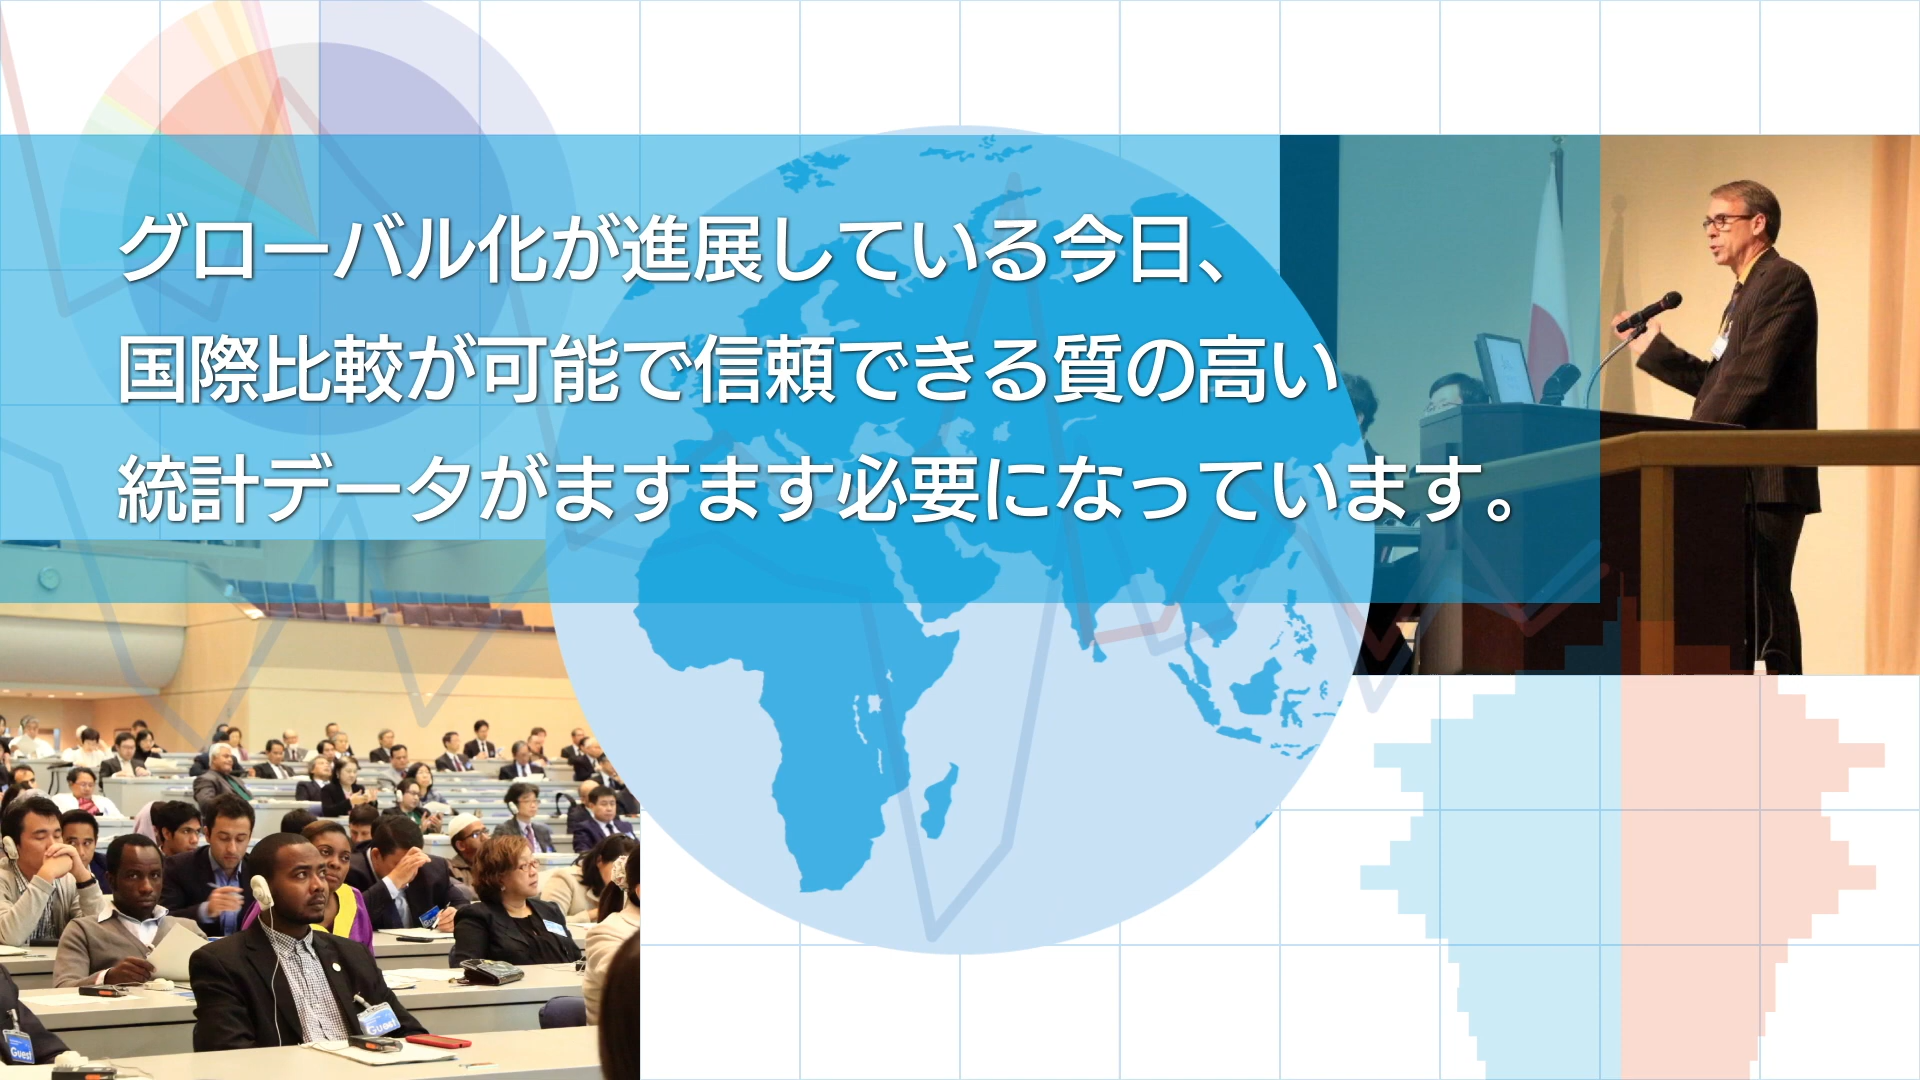 グローバル化が進展している今日、
国際比較が可能で信頼できる質の高い
統計データがますます必要になっています。
Guest
Guest